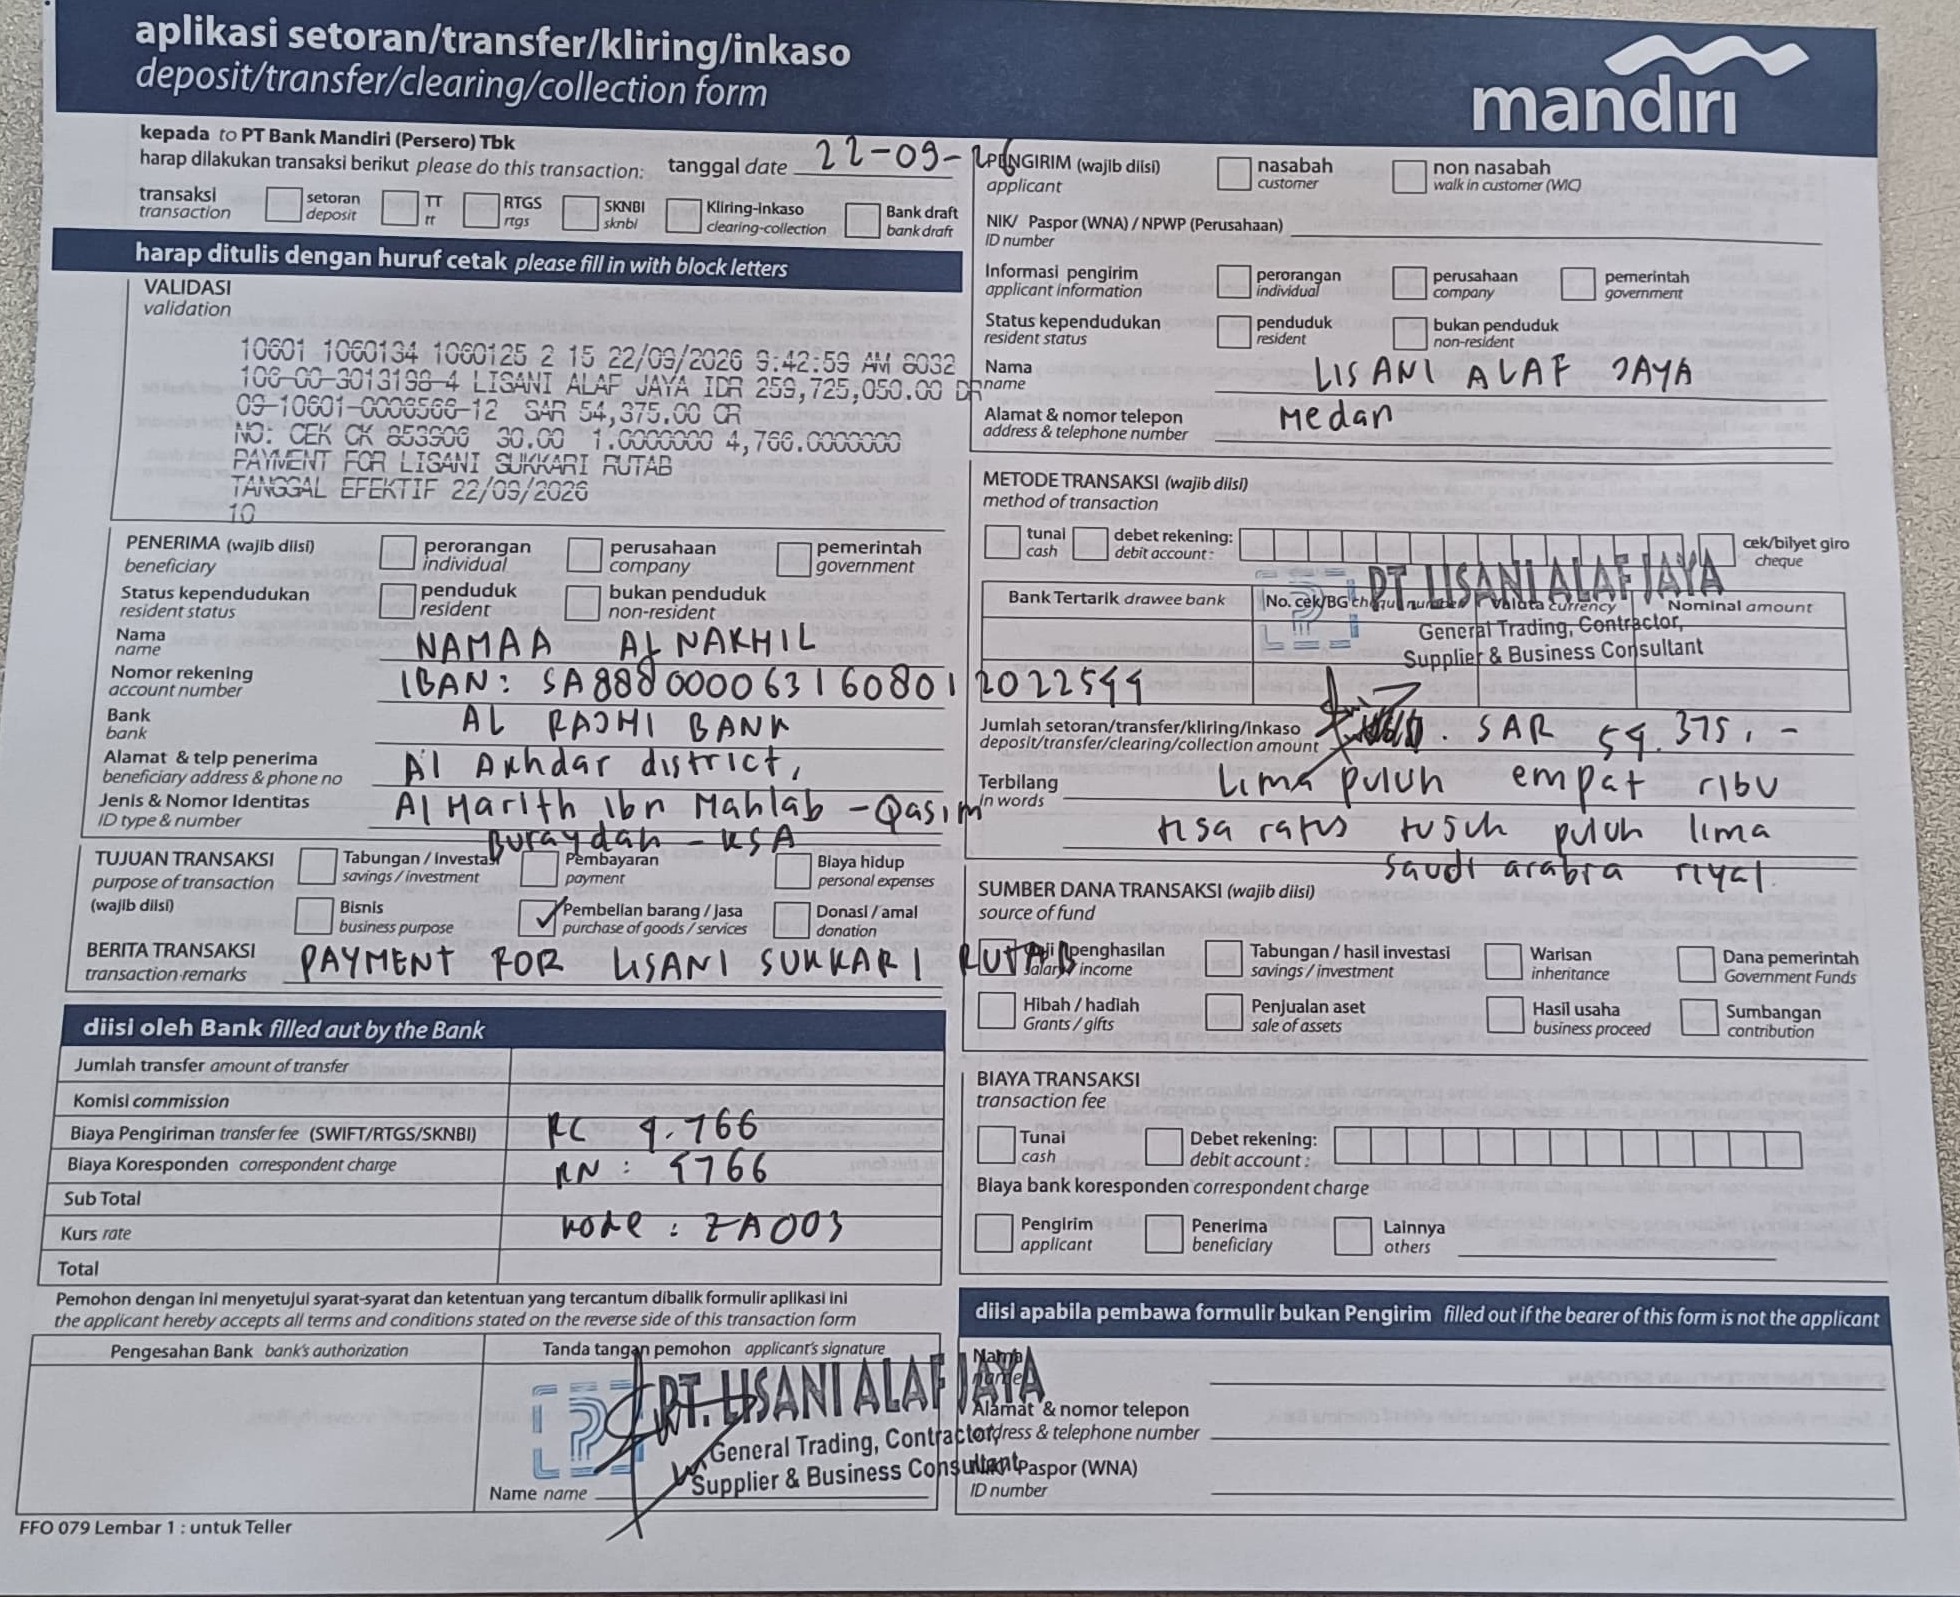 aplikasi setoran/transfer/kliring/inkaso
deposit/transfer/clearing/collection form
mandiri
kepada to PT Bank Mandiri (Persero) Tbk
harap dilakukan transaksi berikut please do this transaction:
tanggal date 22-09-26
transaksi
transaction
setoran
deposit
TT
tt
RTGS
rtgs
SKNBI
sknbi
Kliring-Inkaso
clearing-collection
Bank draft
bank draft
harap ditulis dengan huruf cetak please fill in with block letters
VALIDASI
validation
10601 1060134 1060125 2 15 22/09/2026 9:42:59 AM 6032
106-00-3013198-4 LISANI ALAF JAYA IDR 259,725,050.00 DR
09-10601-0006566-12 SAR 54,375.00 CR
NO. CEK CK 853906 30.00 1.0000000 4,766.0000000
PAYMENT FOR LISANI SUKKARI RUTAB
TANGGAL EFEKTIF 22/09/2026
10
PENERIMA (wajib diisi)
beneficiary
perorangan
individual
perusahaan
company
pemerintah
government
Status kependudukan
resident status
penduduk
resident
bukan penduduk
non-resident
Nama
name
NAMAA AL NAKHIL
Nomor rekening
account number
IBAN: SA8880000631608012022599
Bank
bank
AL RAJHI BANK
Alamat & telp penerima
beneficiary address & phone no
Al Akhdar district,
Jenis & Nomor Identitas
ID type & number
Al Harith Ibn Mahlab - Qasim
Buraydah - KSA
TUJUAN TRANSAKSI
purpose of transaction
(wajib diisi)
Tabungan / Investasi
savings / investment
Pembayaran
payment
Biaya hidup
personal expenses
Bisnis
business purpose
Pembelian barang / Jasa
purchase of goods / services
Donasi / amal
donation
BERITA TRANSAKSI
transaction remarks
PAYMENT FOR LISANI SUKKARI RUTAB
diisi oleh Bank filled aut by the Bank
Jumlah transfer amount of transfer
Komisi commission
Biaya Pengiriman transfer fee (SWIFT/RTGS/SKNBI)
RC 4.766
Biaya Koresponden correspondent charge
RN : 4766
Sub Total
Kurs rate
kode : ZA003
Total
Pemohon dengan ini menyetujui syarat-syarat dan ketentuan yang tercantum dibalik formulir aplikasi ini
the applicant hereby accepts all terms and conditions stated on the reverse side of this transaction form
Pengesahan Bank bank's authorization
Tanda tangan pemohon applicant's signature
PT. LISANI ALAF JAYA
General Trading, Contractor,
Supplier & Business Consultant
Name name
FFO 079 Lembar 1 : untuk Teller
PENGIRIM (wajib diisi)
applicant
nasabah
customer
non nasabah
walk in customer (WIC)
NIK/ Paspor (WNA) / NPWP (Perusahaan)
ID number
Informasi pengirim
applicant information
perorangan
individual
perusahaan
company
pemerintah
government
Status kependudukan
resident status
penduduk
resident
bukan penduduk
non-resident
Nama
name
LISANI ALAF JAYA
Alamat & nomor telepon
address & telephone number
Medan
METODE TRANSAKSI (wajib diisi)
method of transaction
tunai
cash
debet rekening:
debit account :
cek/bilyet giro
cheque
PT LISANI ALAF JAYA
General Trading, Contractor,
Supplier & Business Consultant
Bank Tertarik drawee bank
No. cek/BG cheque number
Valuta currency
Nominal amount
Jumlah setoran/transfer/kliring/inkaso
deposit/transfer/clearing/collection amount
SAR 54.375,-
Terbilang
in words
Lima puluh empat ribu
tiga ratus tujuh puluh lima
saudi arabia riyal.
SUMBER DANA TRANSAKSI (wajib diisi)
source of fund
Gaji / penghasilan
salary / income
Tabungan / hasil investasi
savings / investment
Warisan
inheritance
Dana pemerintah
Government Funds
Hibah / hadiah
Grants / gifts
Penjualan aset
sale of assets
Hasil usaha
business proceed
Sumbangan
contribution
BIAYA TRANSAKSI
transaction fee
Tunai
cash
Debet rekening:
debit account :
Biaya bank koresponden correspondent charge
Pengirim
applicant
Penerima
beneficiary
Lainnya
others
diisi apabila pembawa formulir bukan Pengirim filled out if the bearer of this form is not the applicant
Nama
name
Alamat & nomor telepon
address & telephone number
Paspor (WNA)
ID number